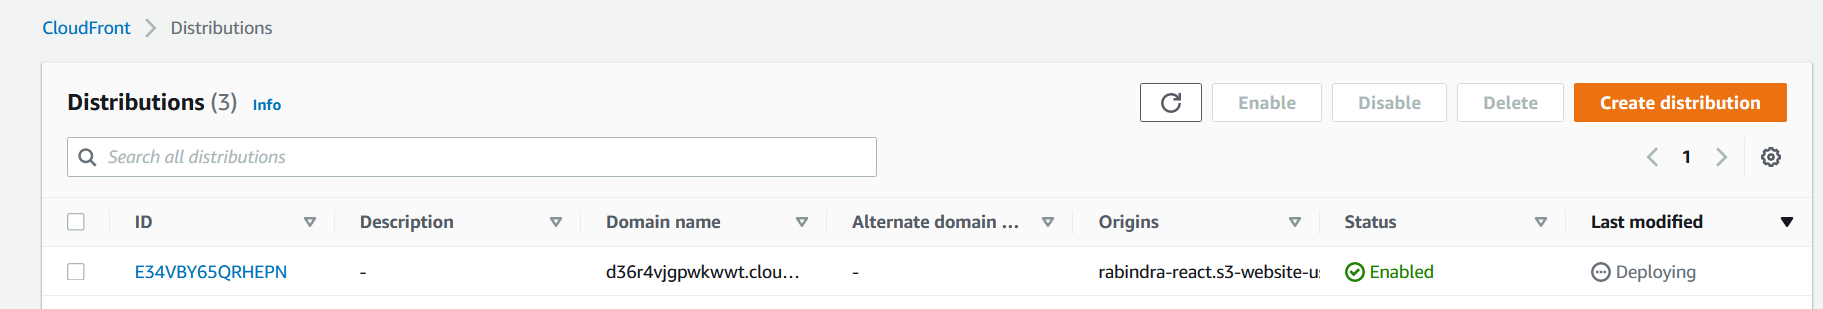 CloudFront > Distributions
Distributions (3) Info
Enable Disable Delete Create distribution
Search all distributions
1
ID Description Domain name Alternate domain ... Origins Status Last modified
E34VBY65QRHEPN - d36r4vjgpwkwwt.clou... - rabindra-react.s3-website-u Enabled Deploying